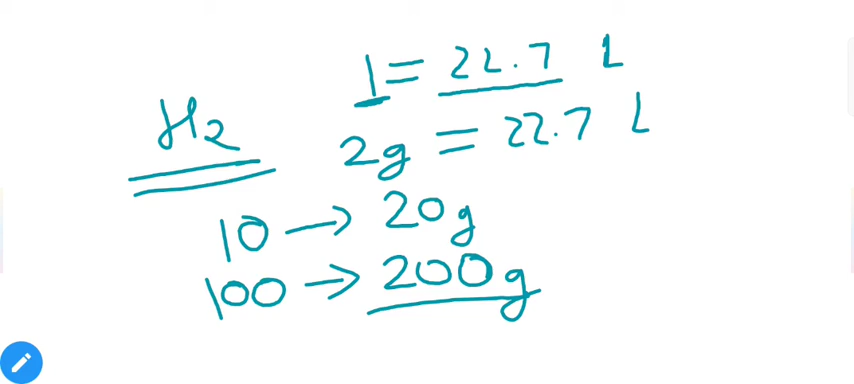 1 = 22.7 L
H2
2g = 22.7 L
10 → 20g
100 → 200g